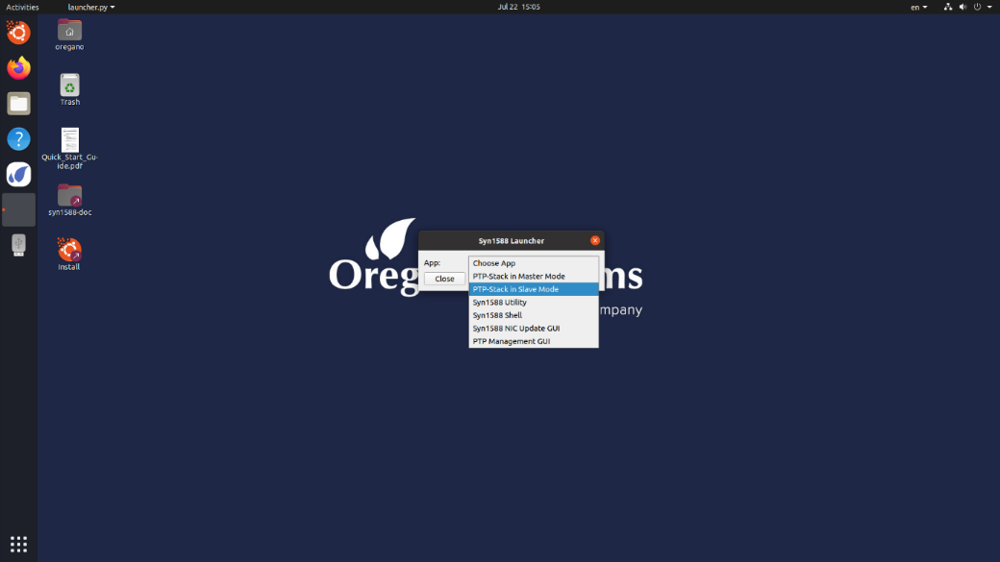 Activities
launcher.py
Jul 22 15:05
en
oregano
Trash
Quick_Start_Gu-
ide.pdf
syn1588-doc
Install
Syn1588 Launcher
App:
Close
Choose App
PTP-Stack in Master Mode
PTP-Stack in Slave Mode
Syn1588 Utility
Syn1588 Shell
Syn1588 NIC Update GUI
PTP Management GUI
Oreg
ms
mpany